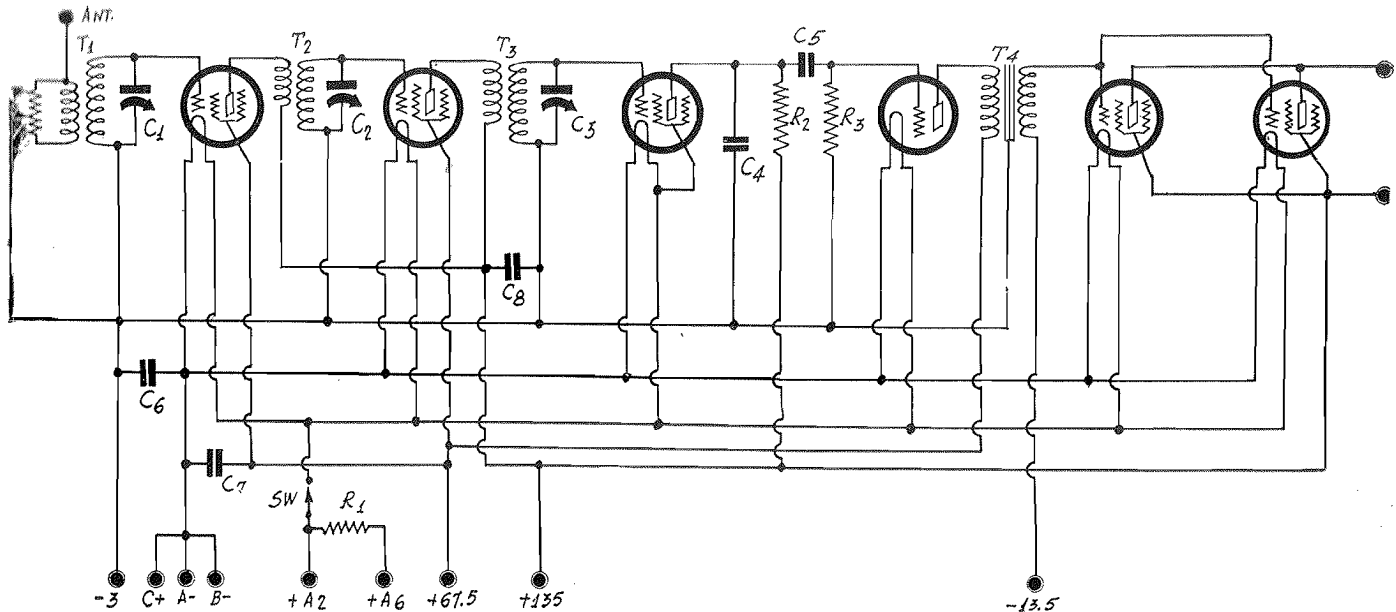 ANT.
T1
C1
T2
C2
T3
C3
C4
C5
R2
R3
T4
C8
C6
C7
SW
R1
-3
C+
A-
B-
+A2
+A6
+67.5
+135
-13.5